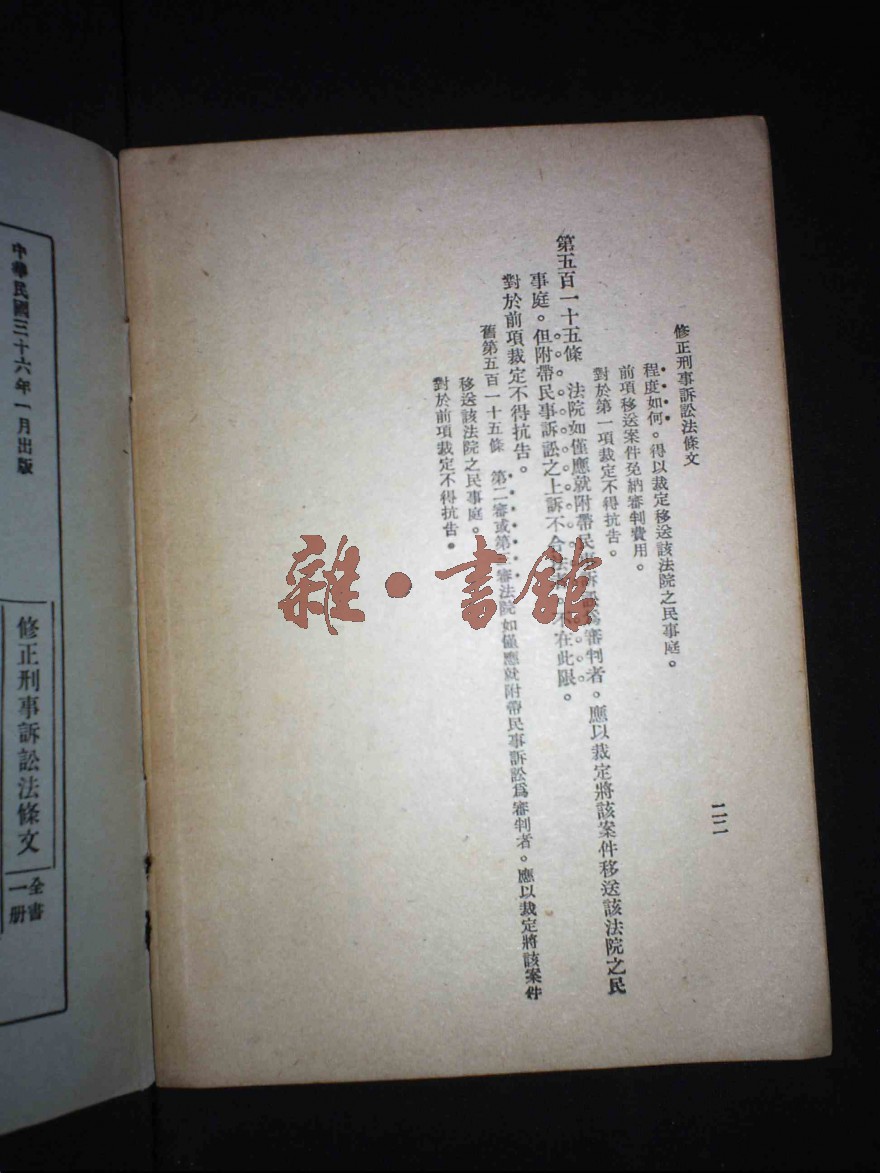 修正刑事訴訟法條文
二二
程度如何。得以裁定移送該法院之民事庭。
前項移送案件免納審判費用。
對於第一項裁定不得抗告。
第五百一十五條　法院如僅應就附帶民事訴訟為審判者。應以裁定將該案件移送該法院之民
事庭。但附帶民事訴訟之上訴不合 在此限。
對於前項裁定不得抗告。
舊第五百一十五條　第二審或第三審法院如僅應就附帶民事訴訟爲審判者。應以裁定將該案件
移送該法院之民事庭。
對於前項裁定不得抗告。
中華民國三十六年一月出版
修正刑事訴訟法條文
全書
一册
雜·書館